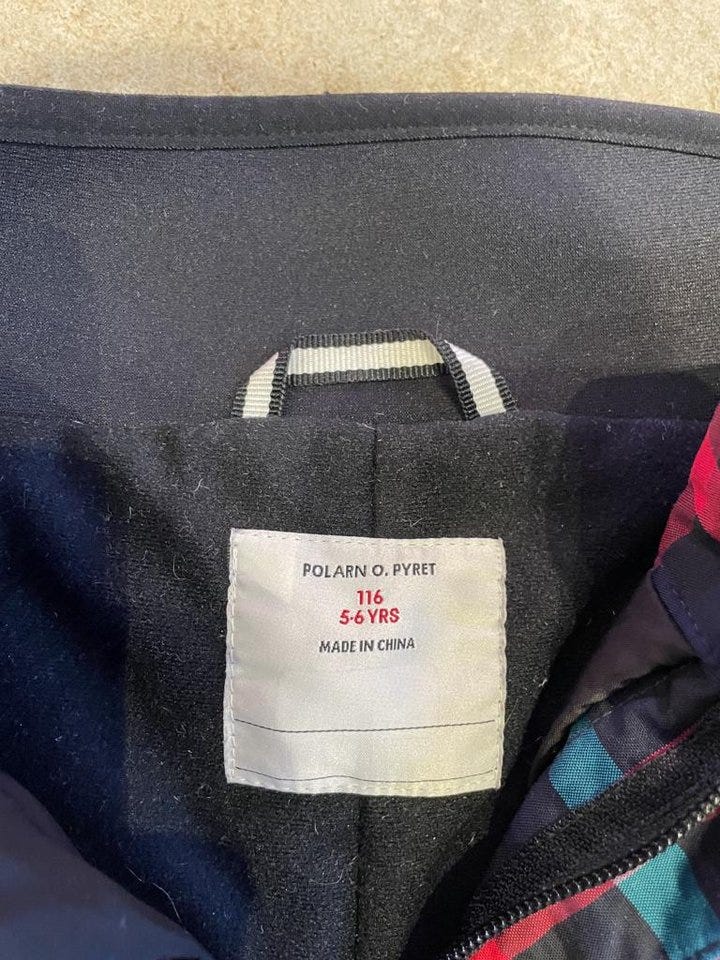 POLARN O. PYRET
116
5-6 YRS
MADE IN CHINA